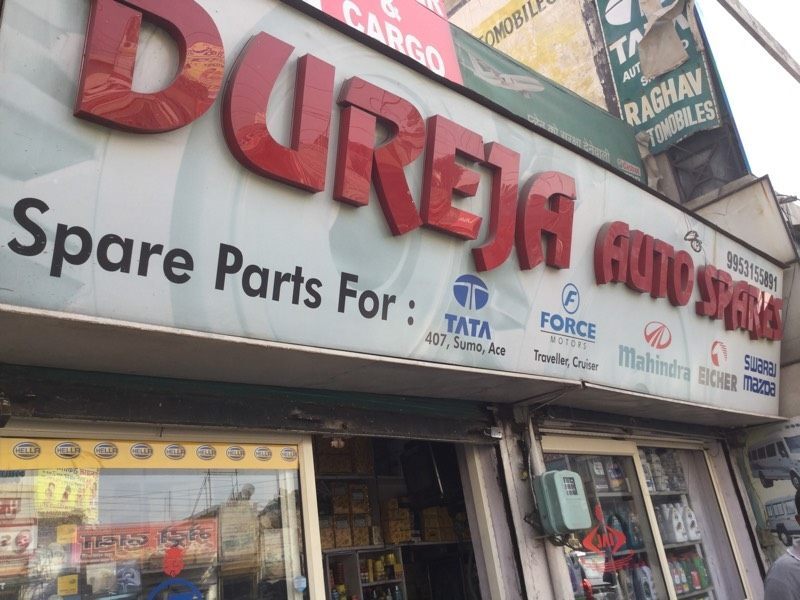 & CARGO
TOMOBILES
TATA
RAGHAV
TOMOBILES
DUREJA AUTO SPARES
9953155891
Spare Parts For :
TATA
407, Sumo, Ace
FORCE
MOTORS
Traveller, Cruiser
Mahindra
EICHER
SWARAJ
MAZDA
HELLA HELLA HELLA HELLA HELLA HELLA HELLA